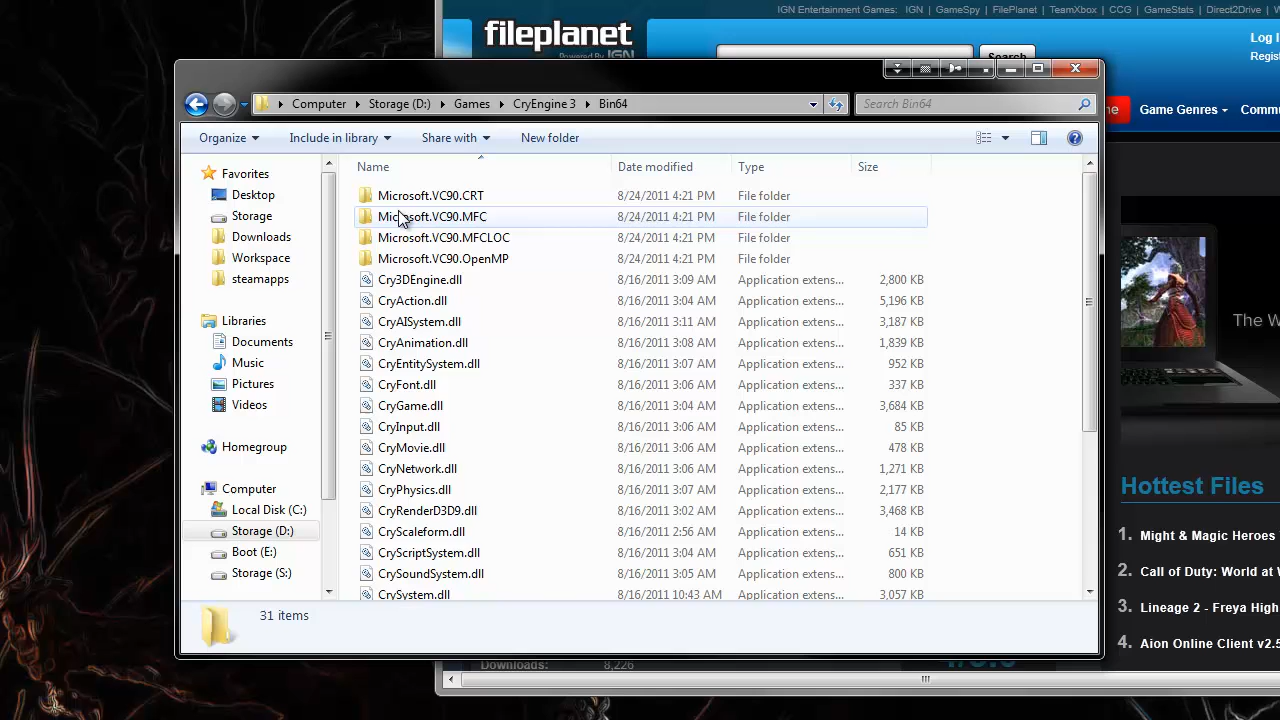 IGN Entertainment Games: IGN | GameSpy | FilePlanet | TeamXbox | CCG | GameStats | Direct2Drive |
fileplanet
Powered By IGN
Search
Log I
Regist
Game Genres
Commu
Computer Storage (D:) Games CryEngine 3 Bin64
Search Bin64
Organize Include in library Share with New folder
Name Date modified Type Size
Favorites
Desktop
Storage
Downloads
Workspace
steamapps
Libraries
Documents
Music
Pictures
Videos
Homegroup
Computer
Local Disk (C:)
Storage (D:)
Boot (E:)
Storage (S:)
Microsoft.VC90.CRT 8/24/2011 4:21 PM File folder
Microsoft.VC90.MFC 8/24/2011 4:21 PM File folder
Microsoft.VC90.MFCLOC 8/24/2011 4:21 PM File folder
Microsoft.VC90.OpenMP 8/24/2011 4:21 PM File folder
Cry3DEngine.dll 8/16/2011 3:09 AM Application extens... 2,800 KB
CryAction.dll 8/16/2011 3:04 AM Application extens... 5,196 KB
CryAISystem.dll 8/16/2011 3:11 AM Application extens... 3,187 KB
CryAnimation.dll 8/16/2011 3:08 AM Application extens... 1,839 KB
CryEntitySystem.dll 8/16/2011 3:07 AM Application extens... 952 KB
CryFont.dll 8/16/2011 3:06 AM Application extens... 337 KB
CryGame.dll 8/16/2011 3:04 AM Application extens... 3,684 KB
CryInput.dll 8/16/2011 3:06 AM Application extens... 85 KB
CryMovie.dll 8/16/2011 3:06 AM Application extens... 478 KB
CryNetwork.dll 8/16/2011 3:06 AM Application extens... 1,271 KB
CryPhysics.dll 8/16/2011 3:07 AM Application extens... 2,177 KB
CryRenderD3D9.dll 8/16/2011 3:02 AM Application extens... 3,468 KB
CryScaleform.dll 8/16/2011 2:56 AM Application extens... 14 KB
CryScriptSystem.dll 8/16/2011 3:04 AM Application extens... 651 KB
CrySoundSystem.dll 8/16/2011 3:05 AM Application extens... 800 KB
CrySystem.dll 8/16/2011 10:43 AM Application extens... 3,057 KB
31 items
The W
Hottest Files
1. Might & Magic Heroes
2. Call of Duty: World at W
3. Lineage 2 - Freya High
4. Aion Online Client v2.5
Downloads: 8,226